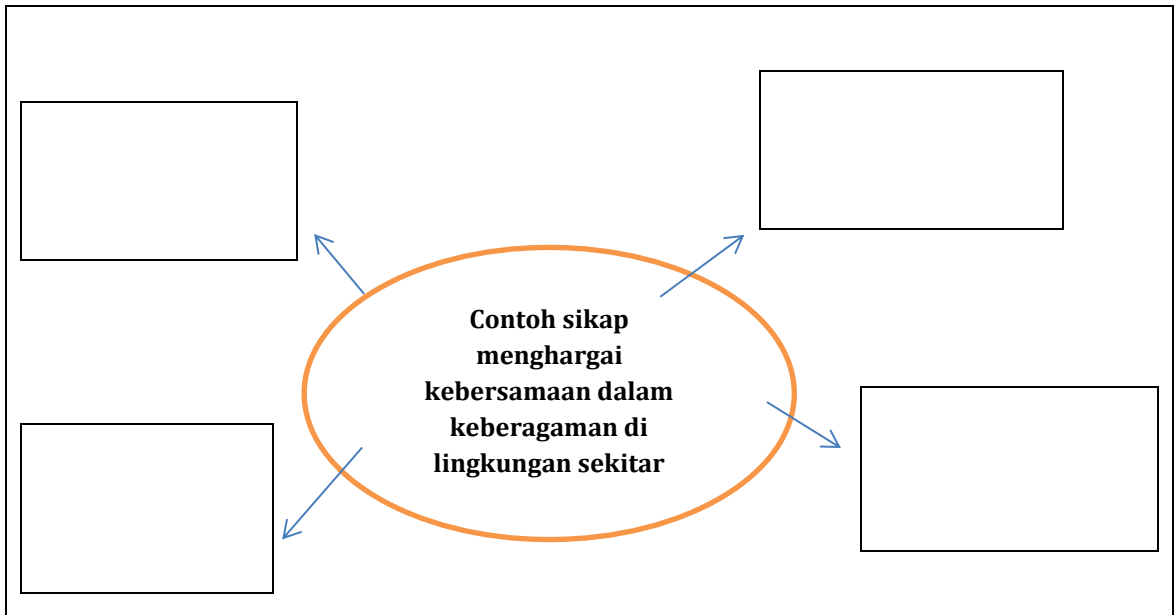 Contoh sikap
menghargai
kebersamaan dalam
keberagaman di
lingkungan sekitar